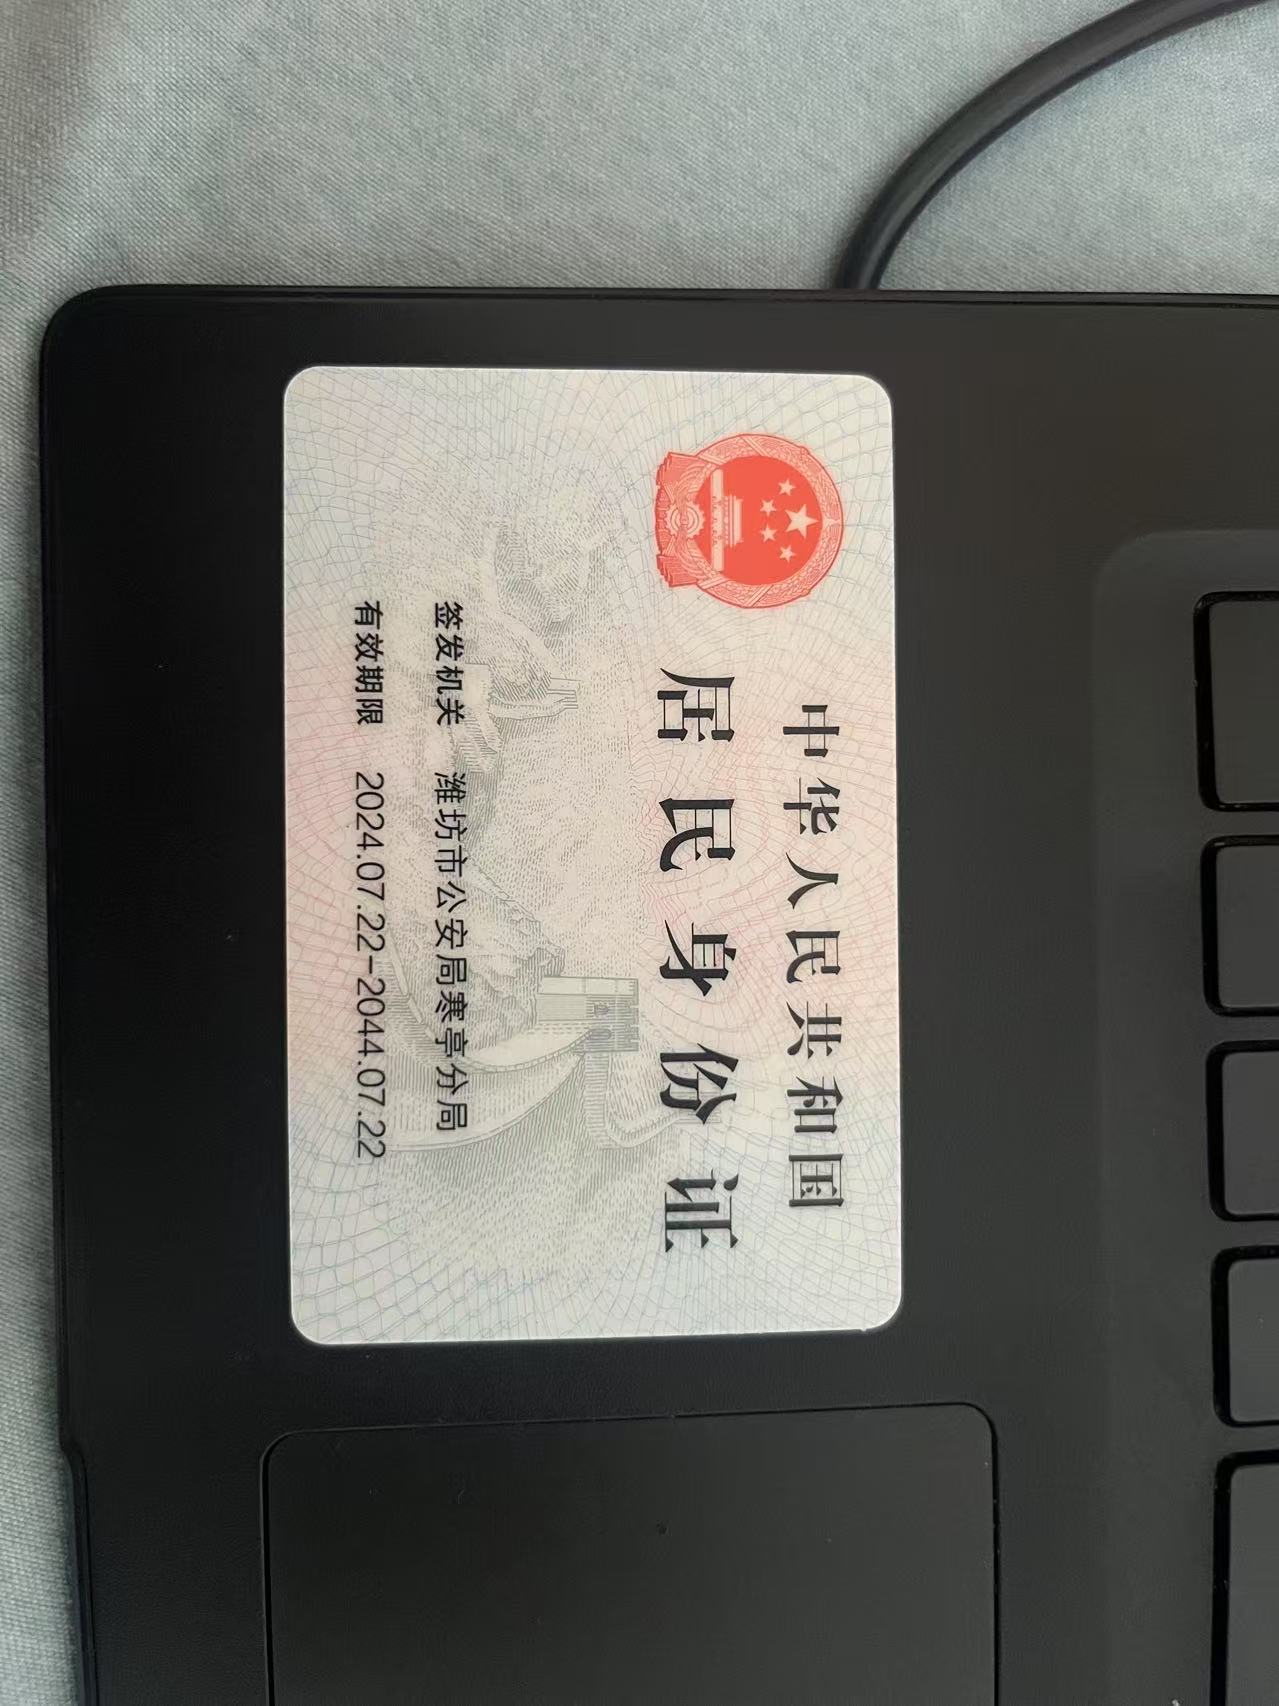 中华人民共和国
居民身份证
签发机关 潍坊市公安局寒亭分局
有效期限 2024.07.22-2044.07.22